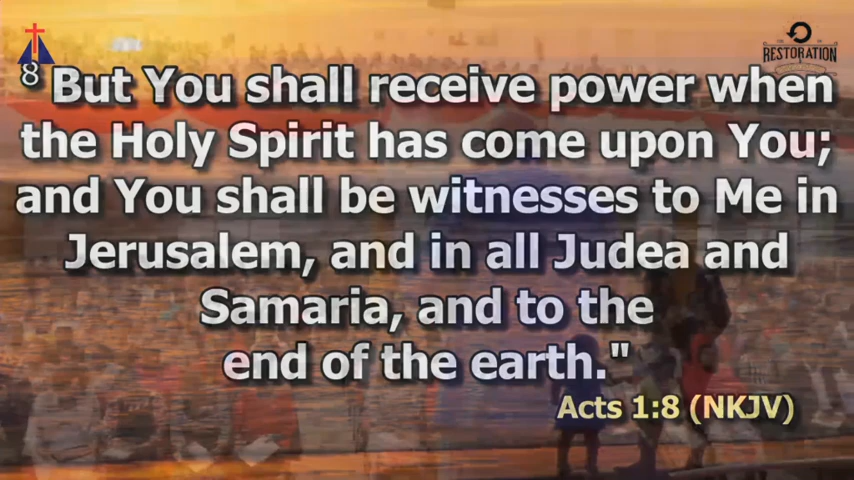 RESTORATION
8 But You shall receive power when
the Holy Spirit has come upon You;
and You shall be witnesses to Me in
Jerusalem, and in all Judea and
Samaria, and to the
end of the earth."
Acts 1:8 (NKJV)